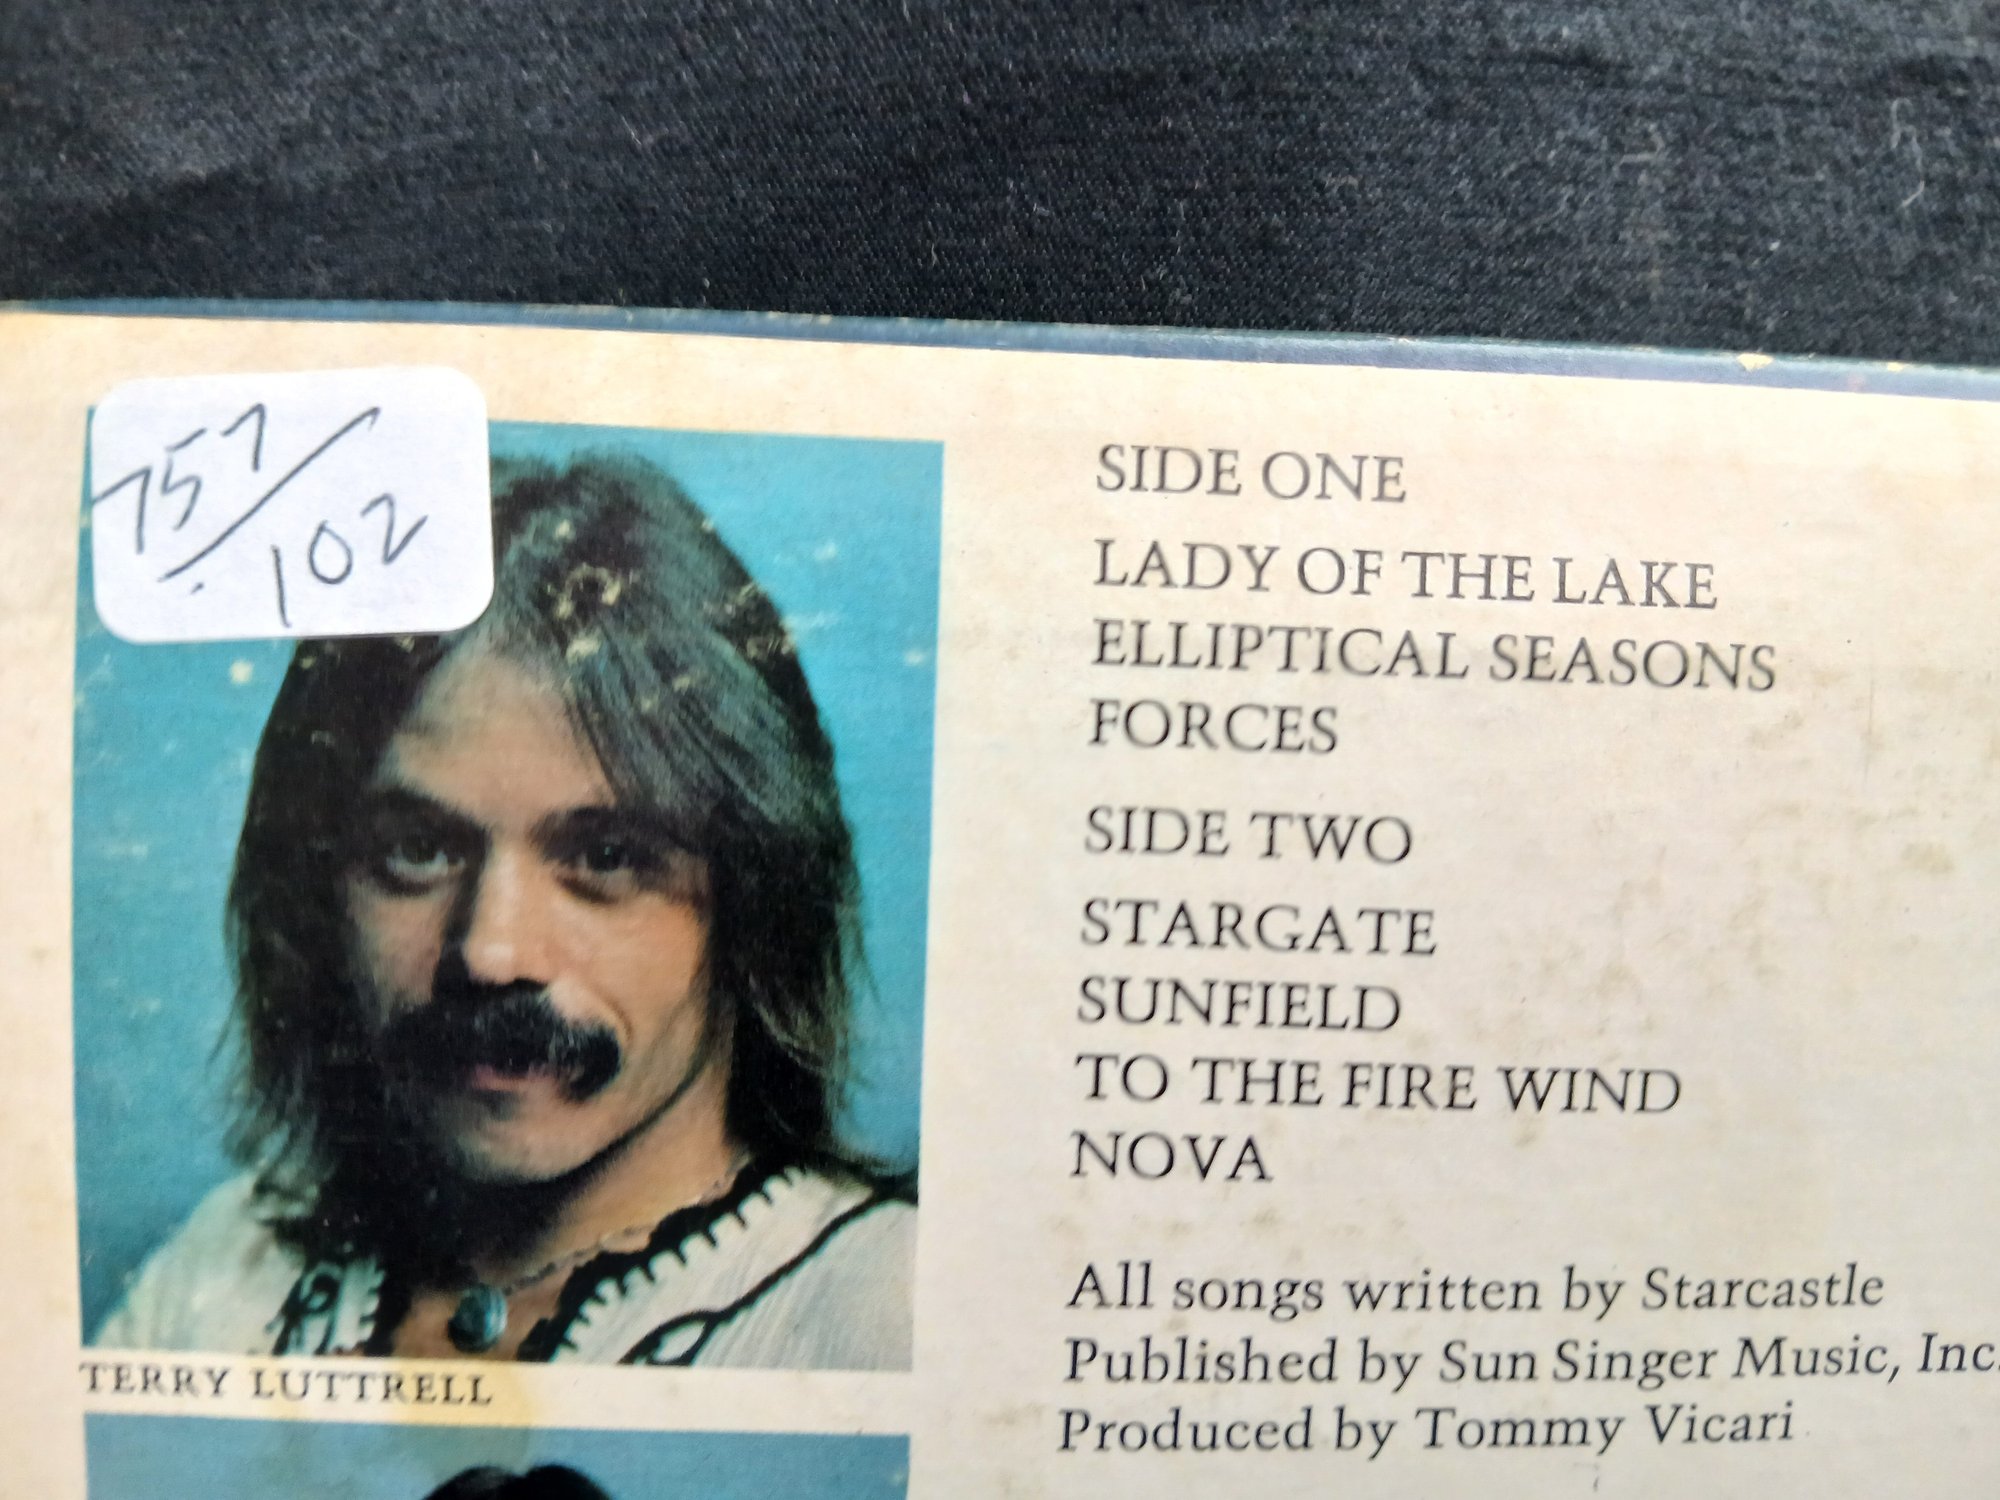 757/102
SIDE ONE
LADY OF THE LAKE
ELLIPTICAL SEASONS
FORCES
SIDE TWO
STARGATE
SUNFIELD
TO THE FIRE WIND
NOVA
All songs written by Starcastle
Published by Sun Singer Music, Inc.
Produced by Tommy Vicari
TERRY LUTTRELL